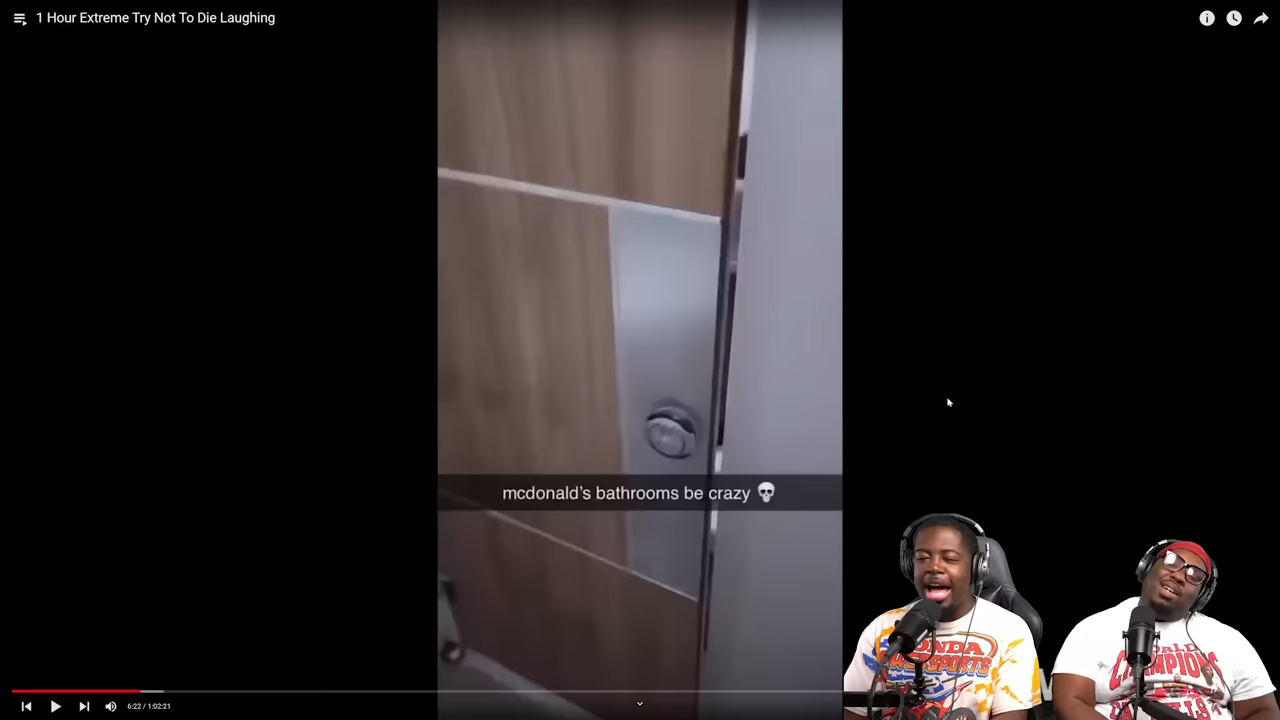 1 Hour Extreme Try Not To Die Laughing
mcdonald's bathrooms be crazy 💀
6:22 / 1:02:21